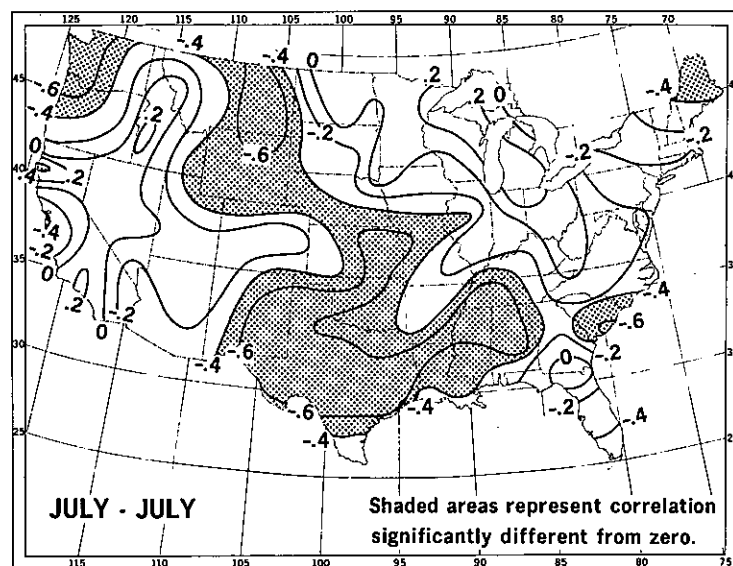 125 120 115 110 105 100 95 90 85 80 75 70
-.4 -.4 0 .2 .2 0 -.4
45
-.6
-.4 .2 -.2 -.6 -.2 -.2
0
40
.4 .2
-.4
-.2 35
0 .2 -.2 0 -.4 -.6 -.4 -.6
30 0 -.2
-.6 -.4 -.2 -.4
-.4
25
JULY - JULY
Shaded areas represent correlation
significantly different from zero.
115 110 105 100 95 90 85 80 75